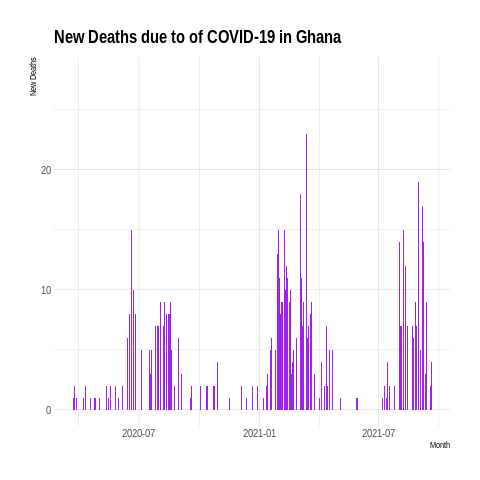 New Deaths due to of COVID-19 in Ghana
New Deaths
20
10
0
2020-07
2021-01
2021-07
Month